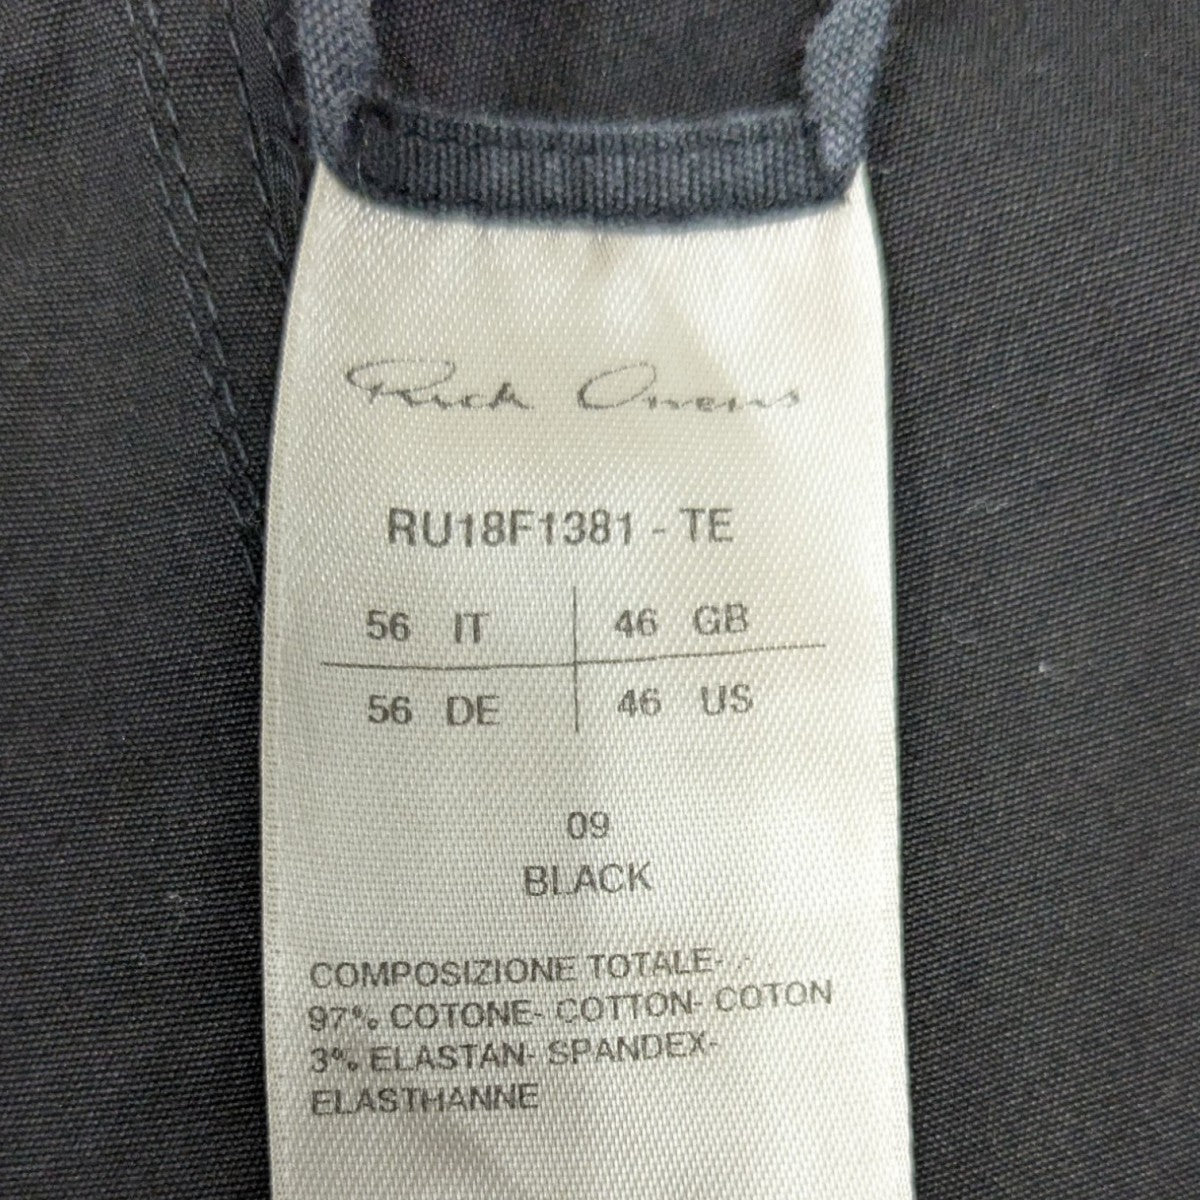 Rick Owens
RU18F1381 - TE
56 IT 46 GB
56 DE 46 US
09
BLACK
COMPOSIZIONE TOTALE-
97% COTONE- COTTON- COTON
3% ELASTAN- SPANDEX-
ELASTHANNE